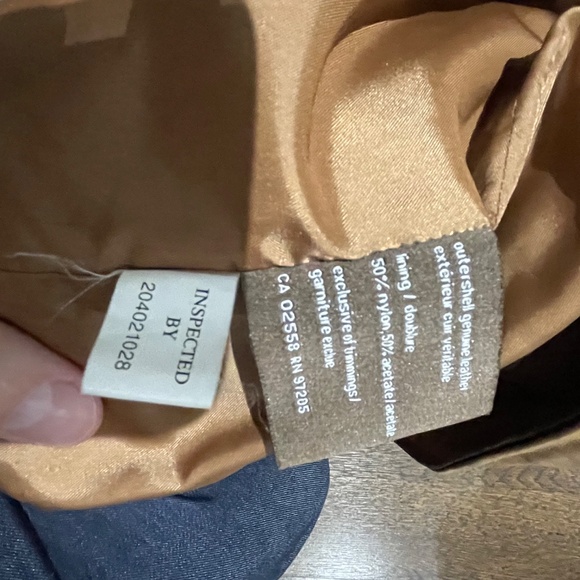 INSPECTED
BY
204021028
outershell genuine leather
extérieur cuir véritable
lining / doublure
50% nylon, 50% acetate / acétate
exclusive of trimmings /
garniture exclue
CA 02558 RN 97205